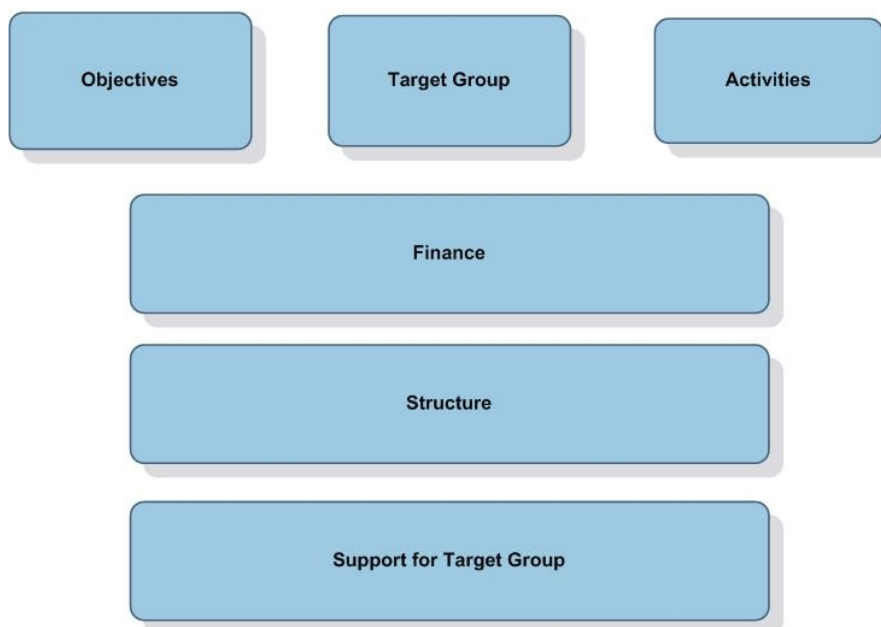 Objectives
Target Group
Activities
Finance
Structure
Support for Target Group